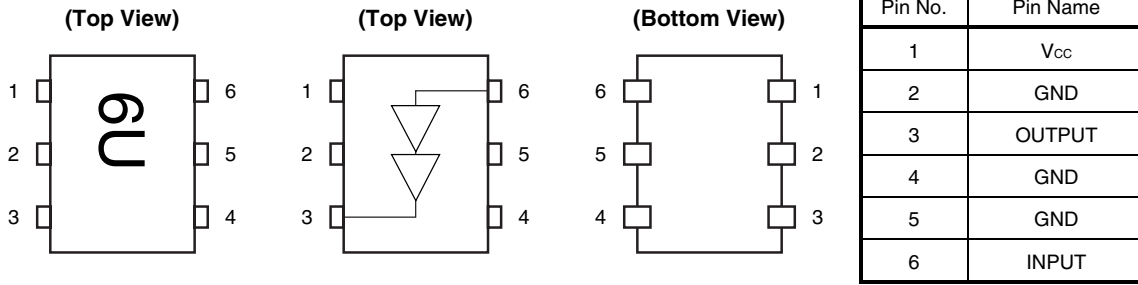 (Top View)
1 6
2 5
3 4
6U
(Top View)
1 6
2 5
3 4
(Bottom View)
6 1
5 2
4 3
Pin No. Pin Name
1 Vcc
2 GND
3 OUTPUT
4 GND
5 GND
6 INPUT